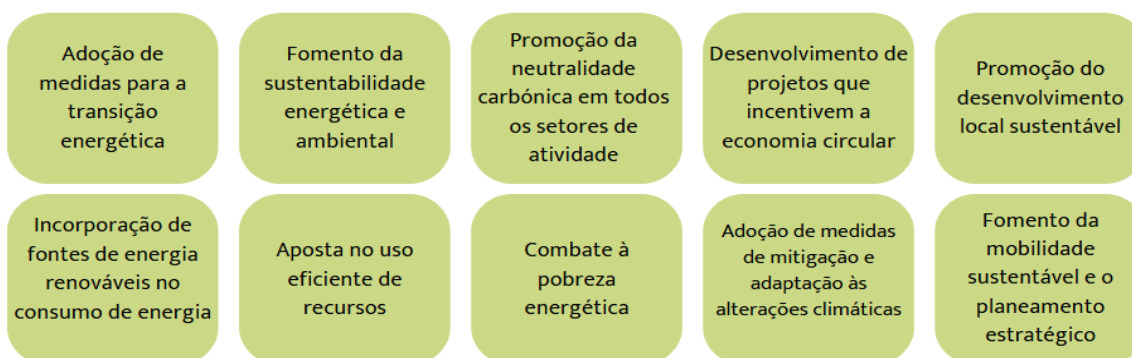 Adoção de
medidas para a
transição
energética
Fomento da
sustentabilidade
energética e
ambiental
Promoção da
neutralidade
carbónica em todos
os setores de
atividade
Desenvolvimento de
projetos que
incentivem a
economia circular
Promoção do
desenvolvimento
local sustentável
Incorporação de
fontes de energia
renováveis no
consumo de energia
Aposta no uso
eficiente de
recursos
Combate à
pobreza
energética
Adoção de medidas
de mitigação e
adaptação às
alterações climáticas
Fomento da
mobilidade
sustentável e o
planeamento
estratégico